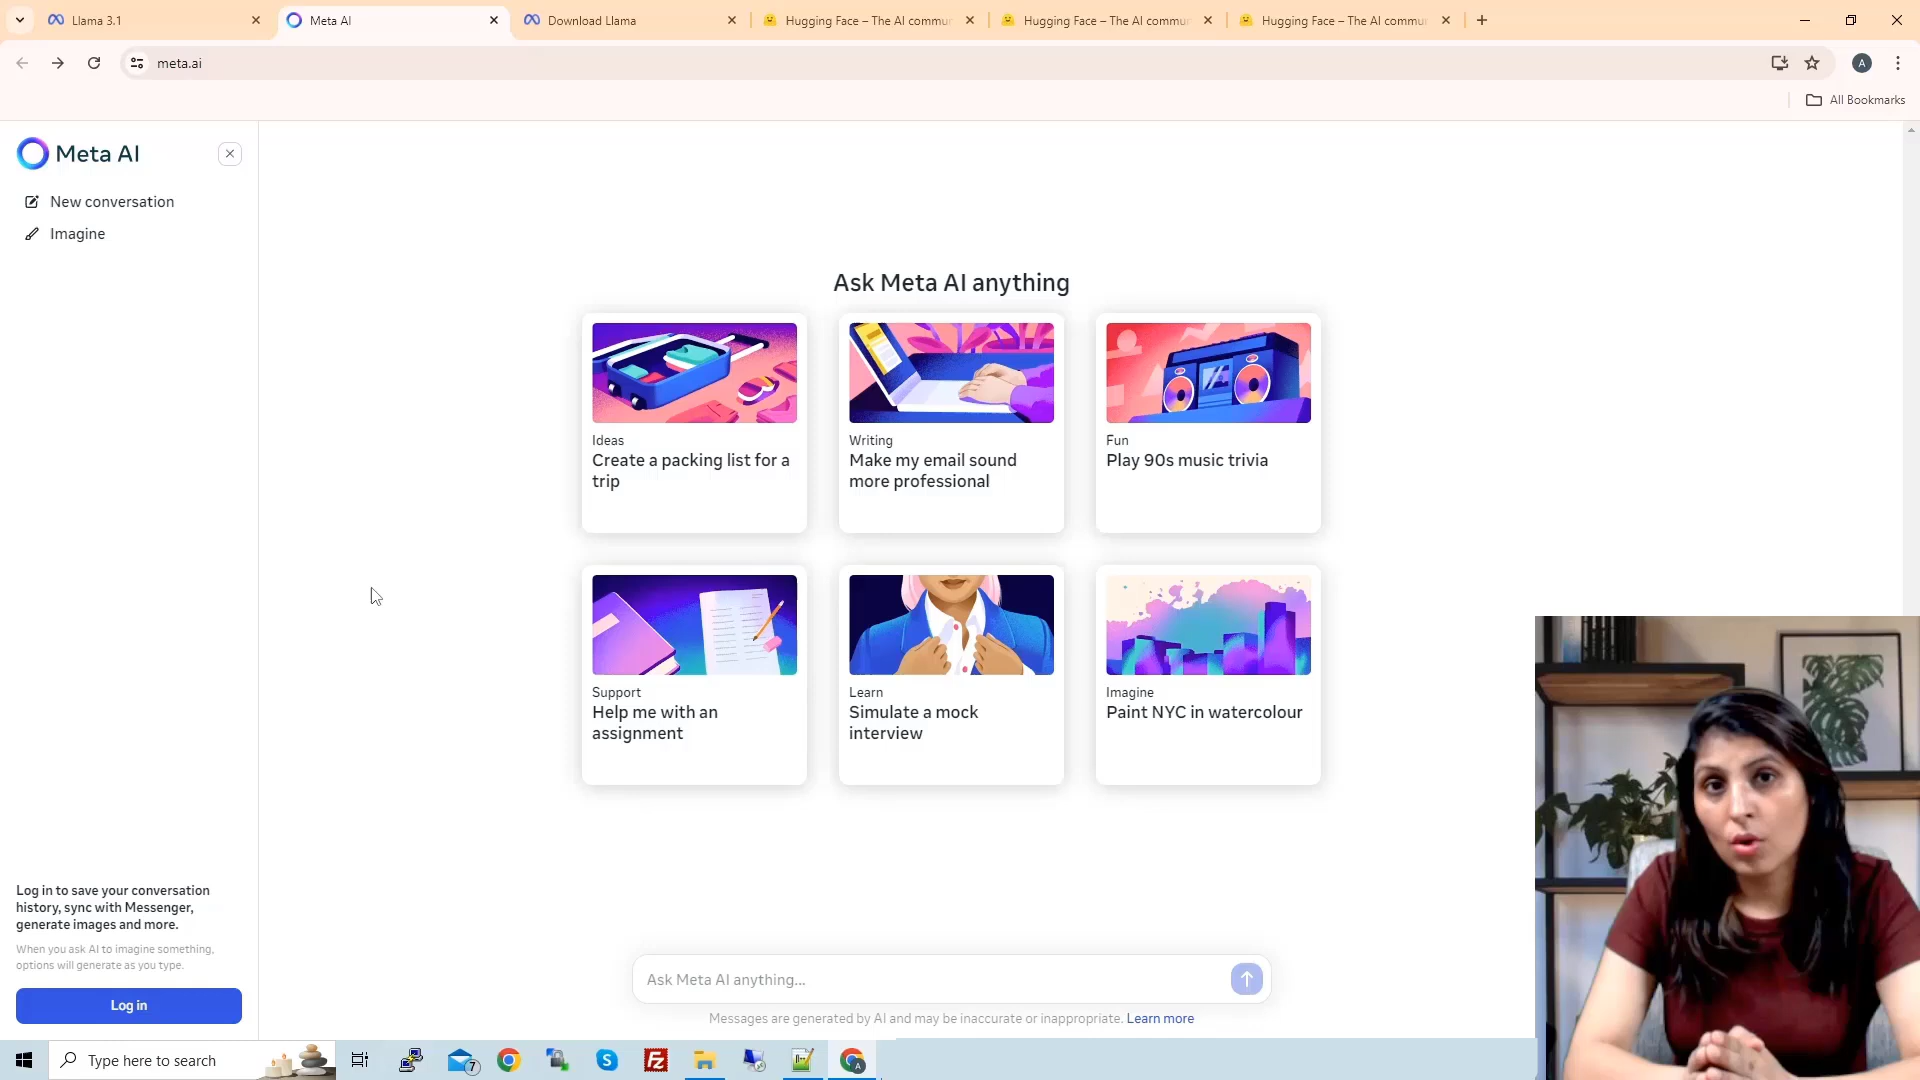 Llama 3.1
Meta AI
Download Llama
Hugging Face – The AI commun
Hugging Face – The AI commun
Hugging Face – The AI commun
meta.ai
A
All Bookmarks
Meta AI
New conversation
Imagine
Ask Meta AI anything
Ideas
Create a packing list for a
trip
Writing
Make my email sound
more professional
Fun
Play 90s music trivia
Support
Help me with an
assignment
Learn
Simulate a mock
interview
Imagine
Paint NYC in watercolour
Log in to save your conversation
history, sync with Messenger,
generate images and more.
When you ask AI to imagine something,
options will generate as you type.
Log in
Ask Meta AI anything...
Messages are generated by AI and may be inaccurate or inappropriate. Learn more
Type here to search
7
S
FZ
A